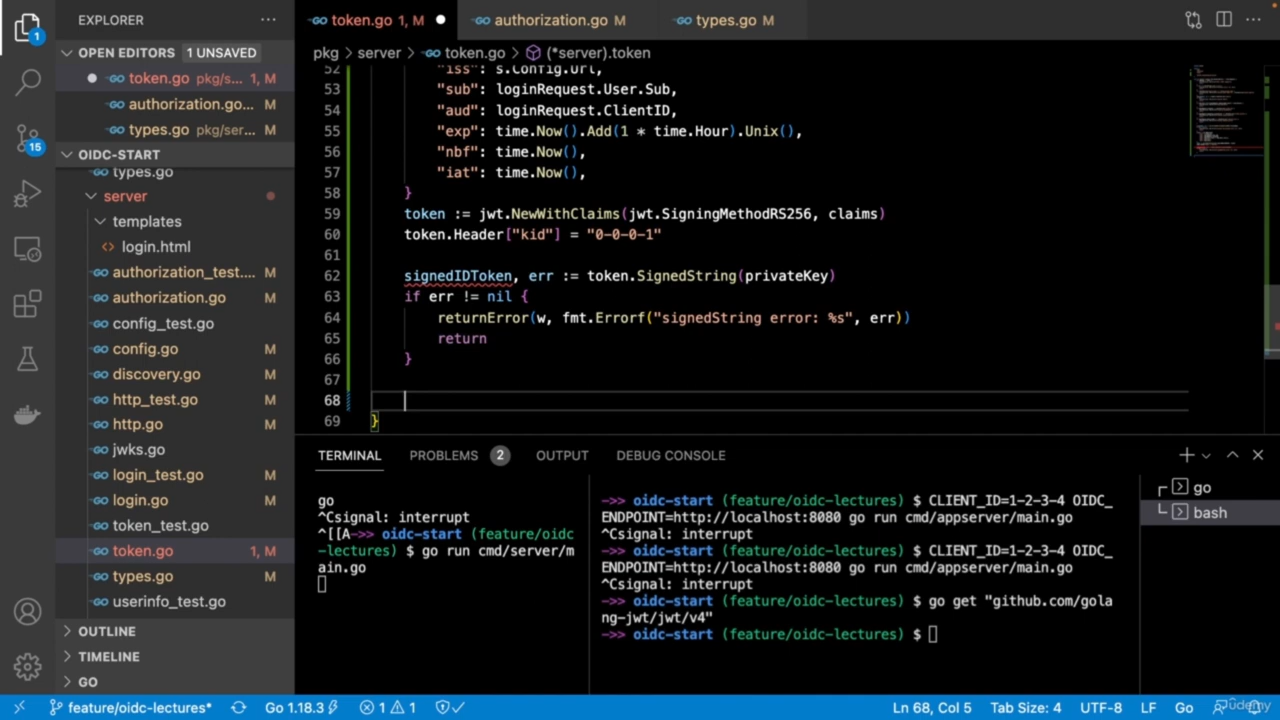 EXPLORER
OPEN EDITORS 1 UNSAVED
token.go pkg/s... 1, M
authorization.go...
types.go pkg/ser... M
OIDC-START
types.go
server
templates
login.html
authorization_test.... M
authorization.go M
config_test.go
config.go M
discovery.go M
http_test.go M
http.go M
jwks.go
login_test.go M
login.go M
token_test.go
token.go 1, M
types.go M
userinfo_test.go
OUTLINE
TIMELINE
GO
1
15
token.go 1, M
authorization.go M
types.go M
pkg > server > token.go > (*server).token
52 "iss": s.Config.Url,
53 "sub": loginRequest.User.Sub,
54 "aud": loginRequest.ClientID,
55 "exp": time.Now().Add(1 * time.Hour).Unix(),
56 "nbf": time.Now(),
57 "iat": time.Now(),
58 }
59 token := jwt.NewWithClaims(jwt.SigningMethodRS256, claims)
60 token.Header["kid"] = "0-0-0-1"
61
62 signedIDToken, err := token.SignedString(privateKey)
63 if err != nil {
64 returnError(w, fmt.Errorf("signedString error: %s", err))
65 return
66 }
67
68
69 }
TERMINAL PROBLEMS 2 OUTPUT DEBUG CONSOLE
go
^Csignal: interrupt
^[[A->> oidc-start (feature/oidc
-lectures) $ go run cmd/server/m
ain.go
->> oidc-start (feature/oidc-lectures) $ CLIENT_ID=1-2-3-4 OIDC_
ENDPOINT=http://localhost:8080 go run cmd/appserver/main.go
^Csignal: interrupt
->> oidc-start (feature/oidc-lectures) $ CLIENT_ID=1-2-3-4 OIDC_
ENDPOINT=http://localhost:8080 go run cmd/appserver/main.go
^Csignal: interrupt
->> oidc-start (feature/oidc-lectures) $ go get "github.com/gola
ng-jwt/jwt/v4"
->> oidc-start (feature/oidc-lectures) $
go
bash
feature/oidc-lectures* Go 1.18.3 1 1 Ln 68, Col 5 Tab Size: 4 UTF-8 LF Go
Udemy